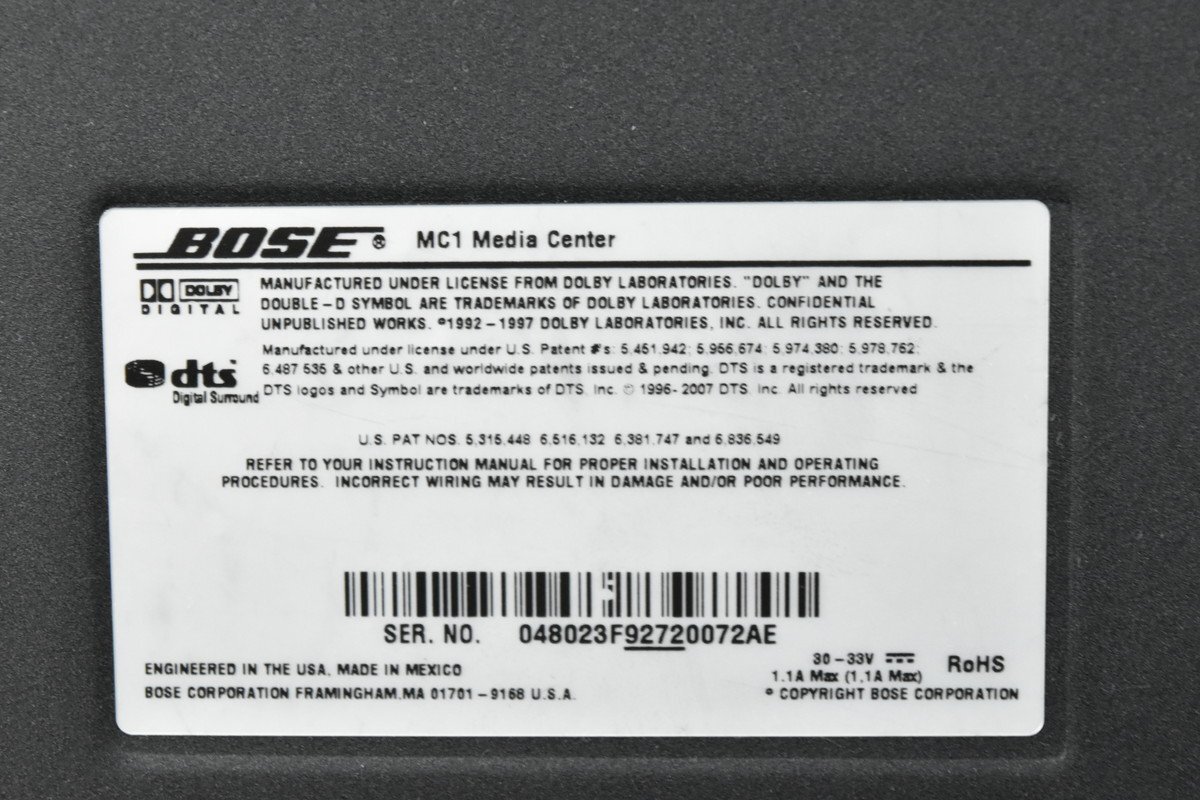 BOSE® MC1 Media Center
DOLBY
DIGITAL
MANUFACTURED UNDER LICENSE FROM DOLBY LABORATORIES. "DOLBY" AND THE
DOUBLE-D SYMBOL ARE TRADEMARKS OF DOLBY LABORATORIES. CONFIDENTIAL
UNPUBLISHED WORKS. ©1992-1997 DOLBY LABORATORIES, INC. ALL RIGHTS RESERVED.
dts
Digital Surround
Manufactured under license under U.S. Patent #'s: 5,451,942; 5,956,674; 5,974,380; 5,978,762;
6,487,535 & other U.S. and worldwide patents issued & pending. DTS is a registered trademark & the
DTS logos and Symbol are trademarks of DTS, Inc. © 1996-2007 DTS, Inc. All rights reserved
U.S. PAT NOS. 5,315,448 6,516,132 6,381,747 and 6,836,549
REFER TO YOUR INSTRUCTION MANUAL FOR PROPER INSTALLATION AND OPERATING
PROCEDURES. INCORRECT WIRING MAY RESULT IN DAMAGE AND/OR POOR PERFORMANCE.
SER. NO. 048023F92720072AE
ENGINEERED IN THE USA. MADE IN MEXICO
BOSE CORPORATION FRAMINGHAM,MA 01701-9168 U.S.A.
30-33V
1.1A Max (1.1A Max)
RoHS
© COPYRIGHT BOSE CORPORATION